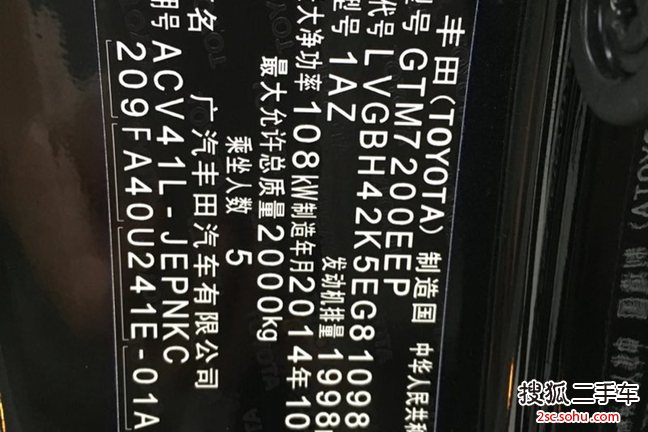 丰田(TOYOTA) 制造国 中华人民共和
型号 GTM7200EEP
代号 LVGBH42K5EG81098
型号 1AZ 发动机排量 1998
大净功率 108kW 制造年月 2014年10
最大允许总质量 2000kg
乘坐人数 5
广汽丰田汽车有限公司
名
ACV41L-JEPNKC
209FA40U241E-01A
搜狐二手车
2sc.sohu.com